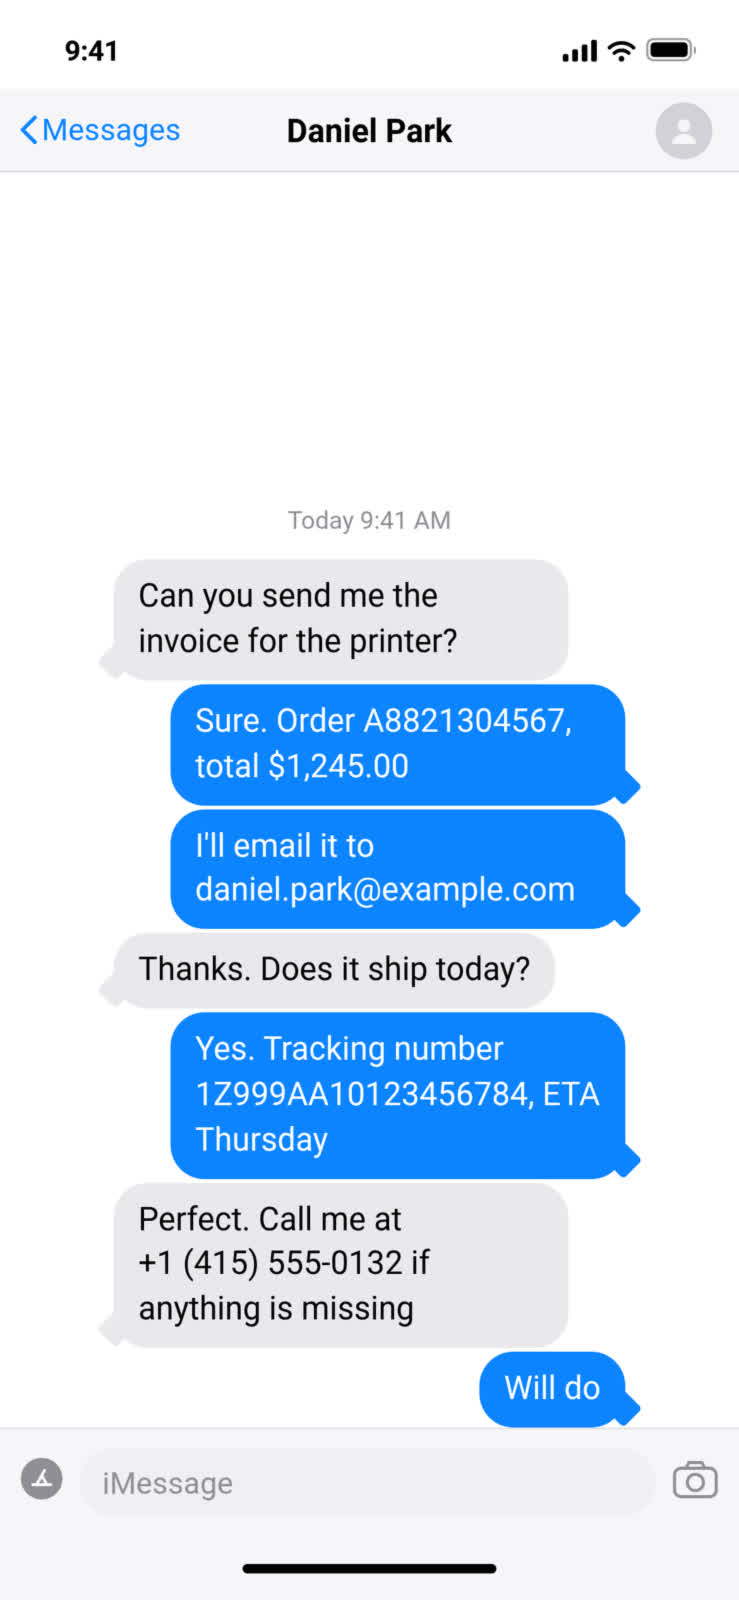 9:41
Messages
Daniel Park
Today 9:41 AM
Can you send me the
invoice for the printer?
Sure. Order A8821304567,
total $1,245.00
I'll email it to
daniel.park@example.com
Thanks. Does it ship today?
Yes. Tracking number
1Z999AA10123456784, ETA
Thursday
Perfect. Call me at
+1 (415) 555-0132 if
anything is missing
Will do
iMessage